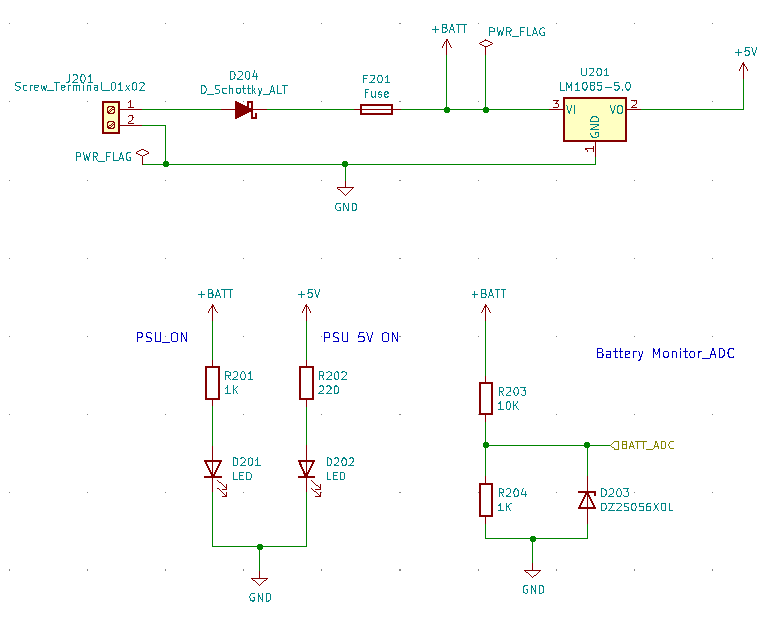 +BATT
PWR_FLAG
+5V
J201
Screw_Terminal_01x02
D204
D_Schottky_ALT
F201
Fuse
U201
LM1085-5.0
1
2
3
VI
VO
2
GND
1
PWR_FLAG
GND
+BATT
+5V
+BATT
PSU_ON
PSU 5V ON
Battery Monitor_ADC
R201
1K
R202
220
R203
10K
BATT_ADC
D201
LED
D202
LED
R204
1K
D203
DZ2S056X0L
GND
GND